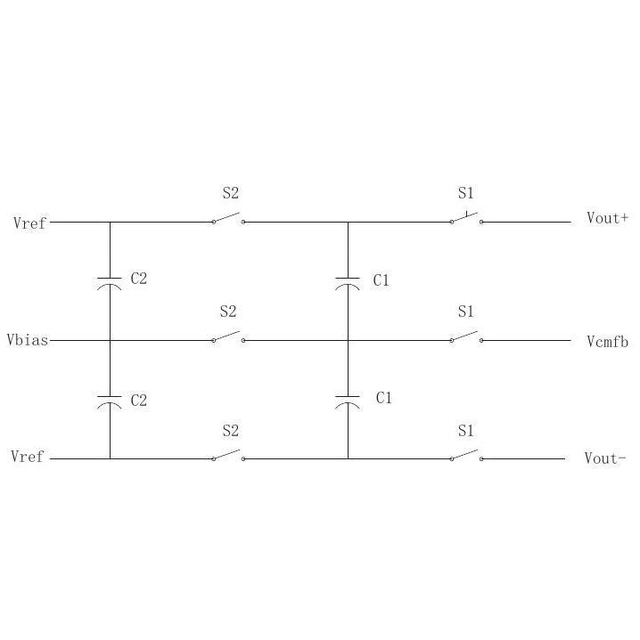 S2 S1
Vref Vout+
C2 C1
S2 S1
Vbias Vcmfb
C2 C1
S2 S1
Vref Vout-